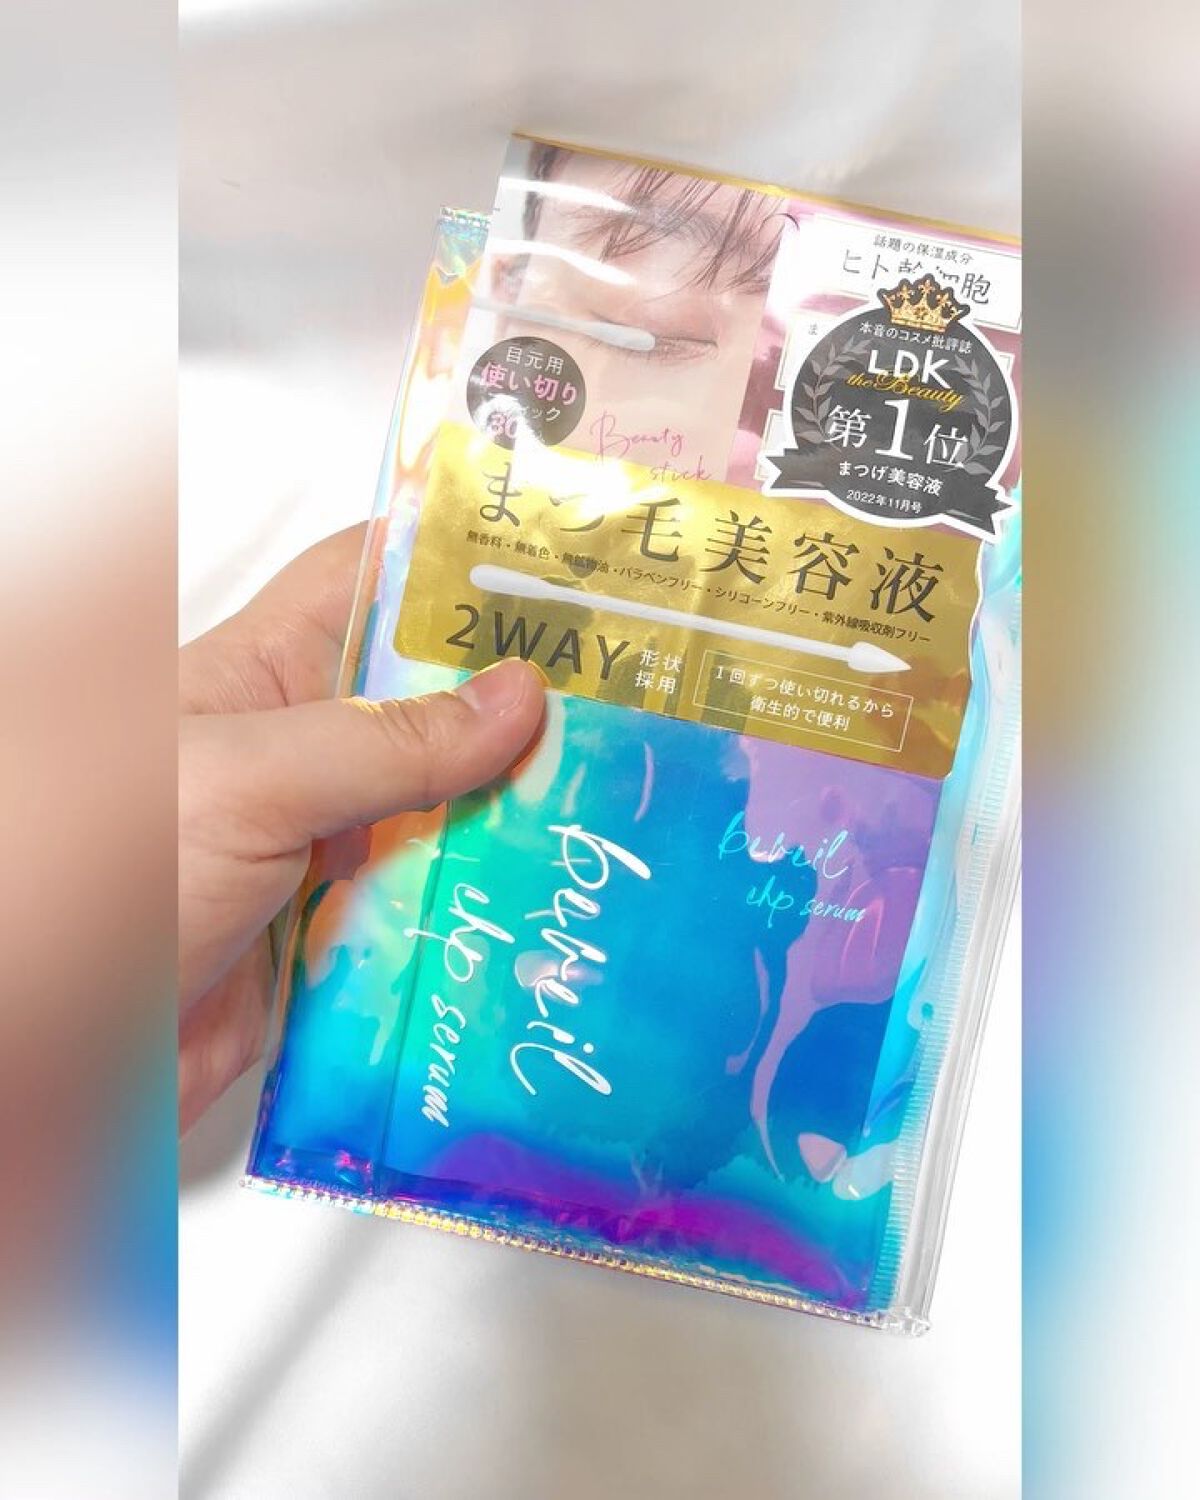 話題の保湿成分
ヒト
胞
本音のコスメ批評誌
LDK
the Beauty
第1位
まつげ美容液
2022年11月号
目元用
使い切り
Beauty
stick
まつ毛美容液
無香料・無着色・無鉱物油・パラベンフリー・シリコーンフリー・紫外線吸収剤フリー
2WAY
形状
採用
1回ずつ使い切れるから
衛生的で便利
bebeil
chp serum
bebeil
chp serum